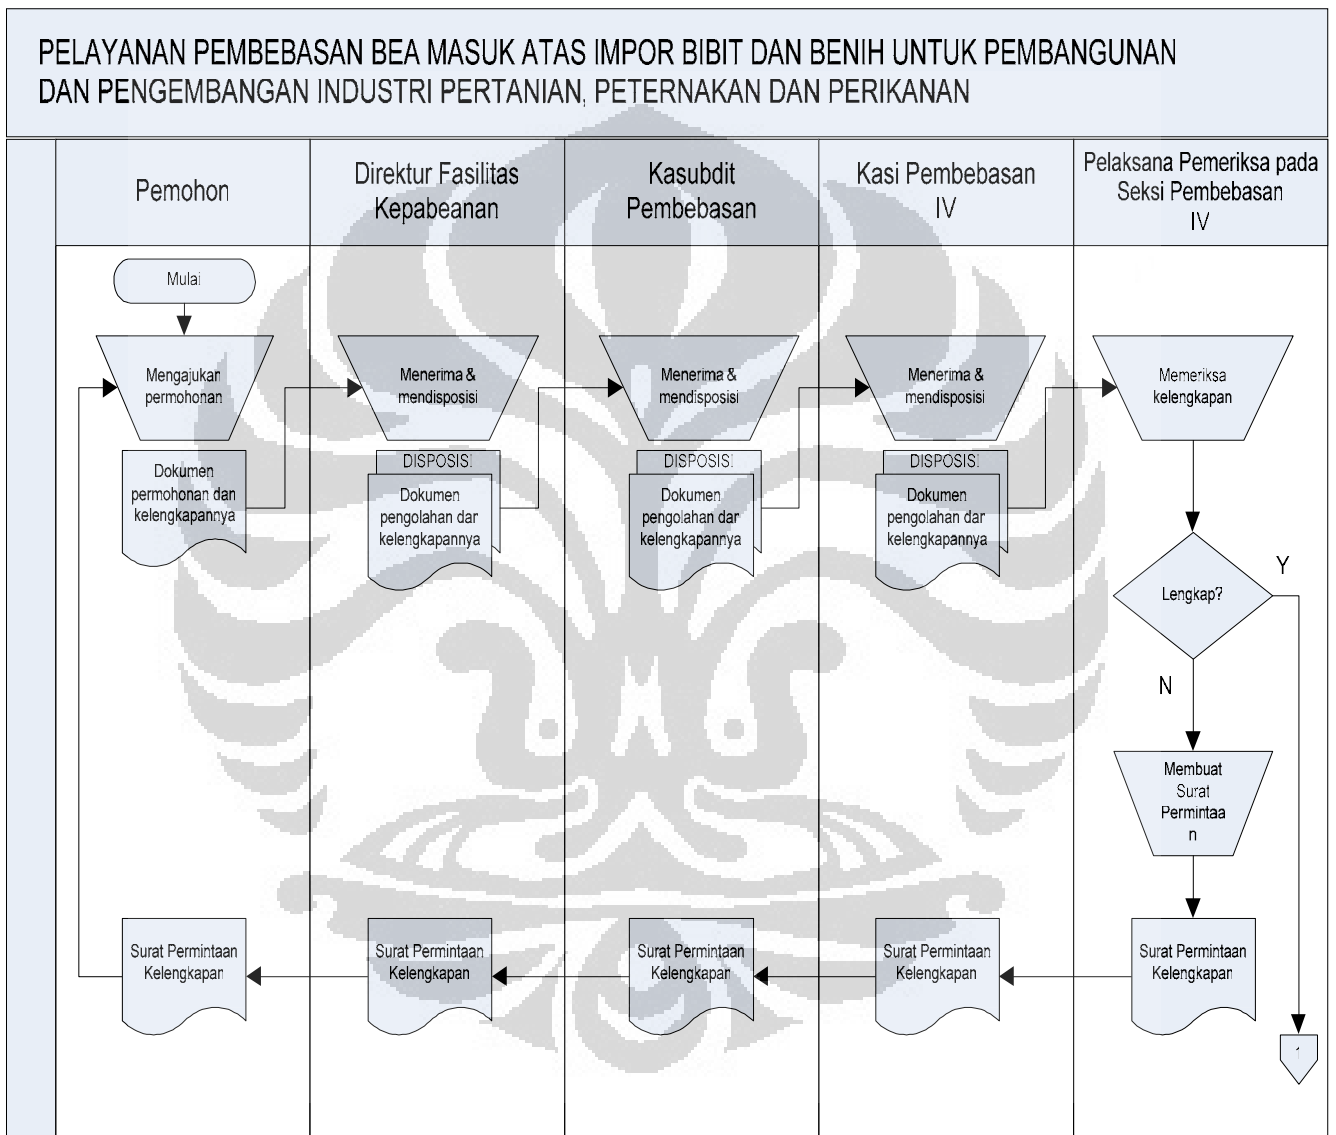 PELAYANAN PEMBEBASAN BEA MASUK ATAS IMPOR BIBIT DAN BENIH UNTUK PEMBANGUNAN
DAN PENGEMBANGAN INDUSTRI PERTANIAN, PETERNAKAN DAN PERIKANAN
Pemohon
Direktur Fasilitas
Kepabeanan
Kasubdit
Pembebasan
Kasi Pembebasan
IV
Pelaksana Pemeriksa pada
Seksi Pembebasan
IV
Mulai
Mengajukan
permohonan
Menerima &
mendisposisi
Menerima &
mendisposisi
Menerima &
mendisposisi
Memeriksa
kelengkapan
Dokumen
permohonan dan
kelengkapannya
DISPOSISI
Dokumen
pengolahan dan
kelengkapannya
DISPOSISI
Dokumen
pengolahan dan
kelengkapannya
DISPOSISI
Dokumen
pengolahan dan
kelengkapannya
Lengkap?
Y
N
Membuat
Surat
Permintaa
n
Surat Permintaan
Kelengkapan
Surat Permintaan
Kelengkapan
Surat Permintaan
Kelengkapan
Surat Permintaan
Kelengkapan
Surat Permintaan
Kelengkapan
1